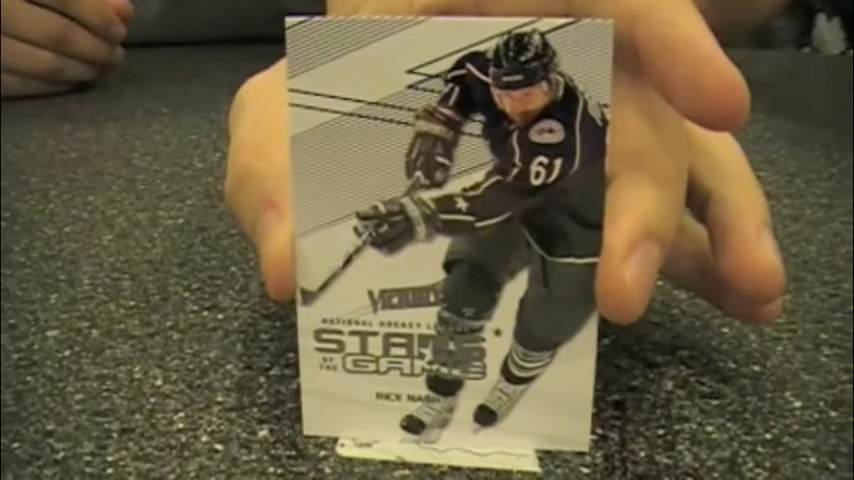 61
VICTORY
NATIONAL HOCKEY LEAGUE
STARS
OF THE
GAME
RICK NASH